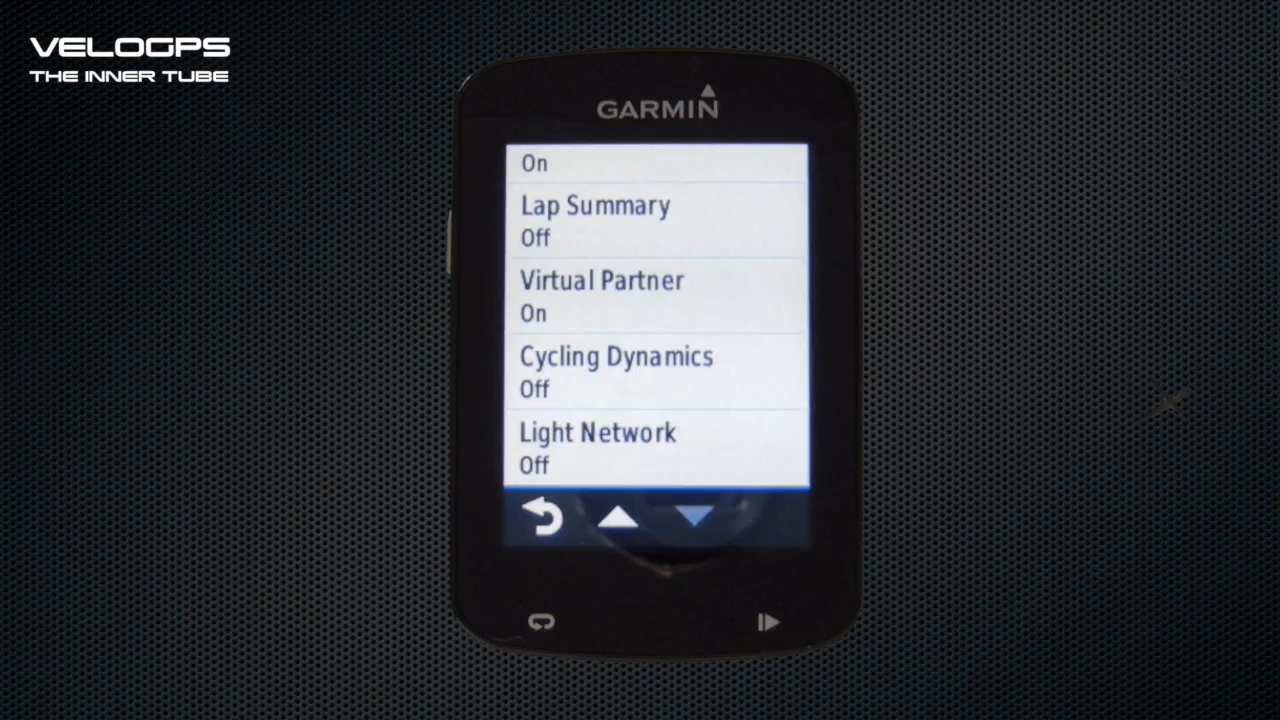 VELOGPS
THE INNER TUBE
GARMIN
On
Lap Summary
Off
Virtual Partner
On
Cycling Dynamics
Off
Light Network
Off